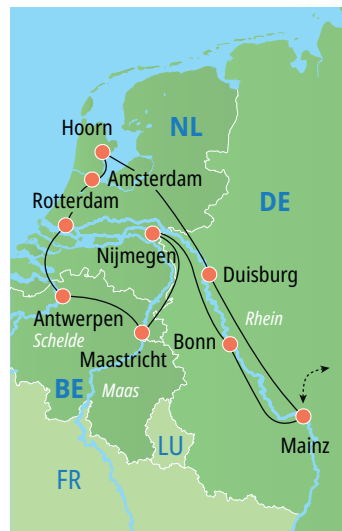 Hoorn
NL
Amsterdam
DE
Rotterdam
Nijmegen
Duisburg
Antwerpen
Rhein
Schelde
Bonn
Maastricht
BE
Maas
Mainz
LU
FR